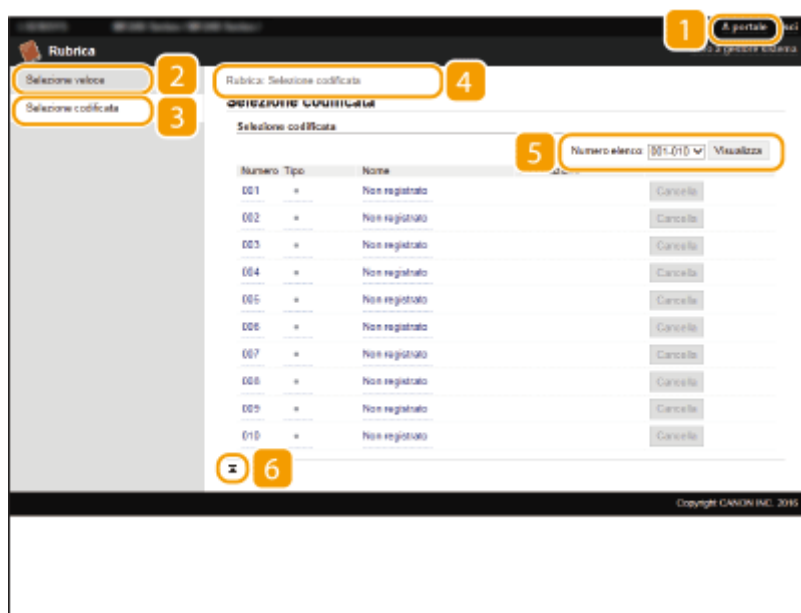 A portale
1
Rubrica
Selezione veloce
2
Selezione codificata
3
Rubrica: Selezione codificata
4
Selezione codificata
Selezione codificata
5
Numero elenco: 001-010 Visualizza
Numero Tipo Nome
001 Non registrato Cancella
002 Non registrato Cancella
003 Non registrato Cancella
004 Non registrato Cancella
005 Non registrato Cancella
006 Non registrato Cancella
007 Non registrato Cancella
008 Non registrato Cancella
009 Non registrato Cancella
010 Non registrato Cancella
6
Copyright CANON INC. 2016